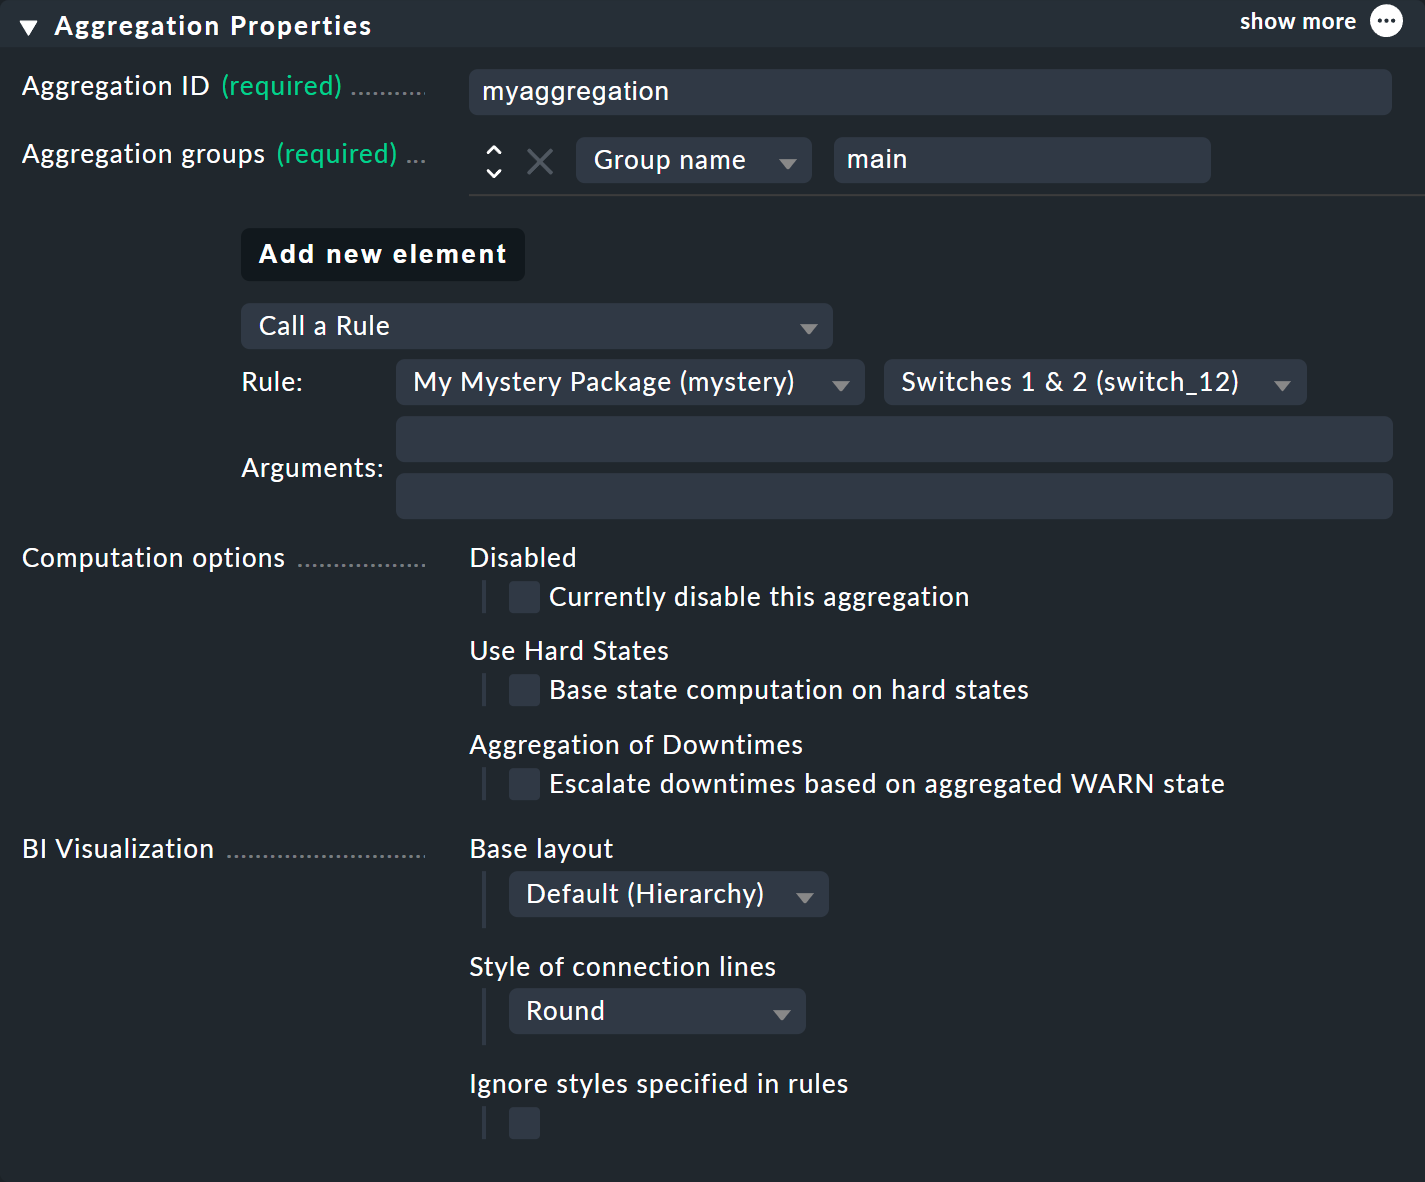 Aggregation Properties show more
Aggregation ID (required)
myaggregation
Aggregation groups (required)
Group name
main
Add new element
Call a Rule
Rule: My Mystery Package (mystery) Switches 1 & 2 (switch_12)
Arguments:
Computation options
Disabled
Currently disable this aggregation
Use Hard States
Base state computation on hard states
Aggregation of Downtimes
Escalate downtimes based on aggregated WARN state
BI Visualization
Base layout
Default (Hierarchy)
Style of connection lines
Round
Ignore styles specified in rules